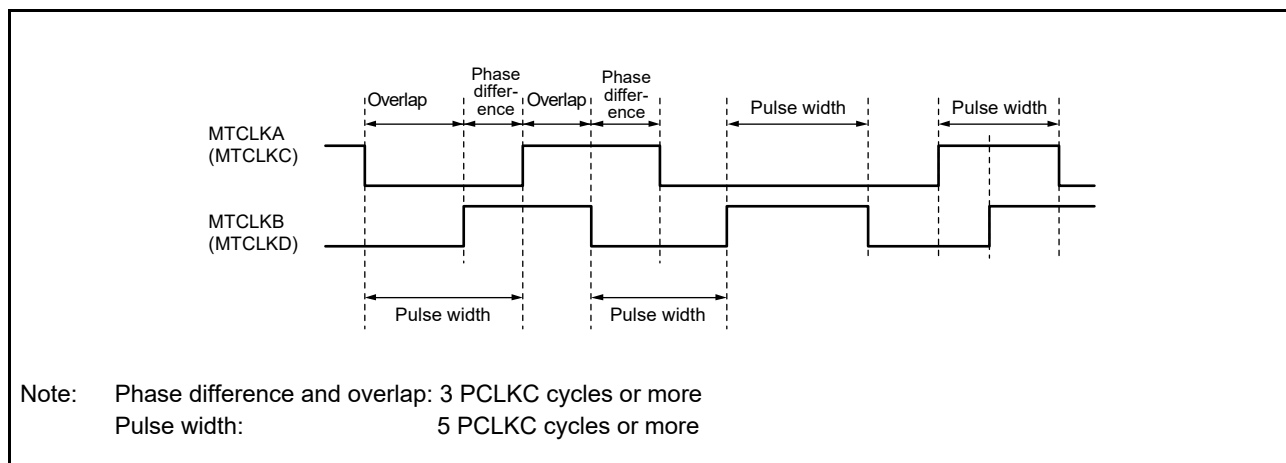 Overlap
Phase
differ-
ence
Overlap
Phase
differ-
ence
Pulse width
Pulse width
MTCLKA
(MTCLKC)
MTCLKB
(MTCLKD)
Pulse width
Pulse width
Note: Phase difference and overlap: 3 PCLKC cycles or more
Pulse width: 5 PCLKC cycles or more